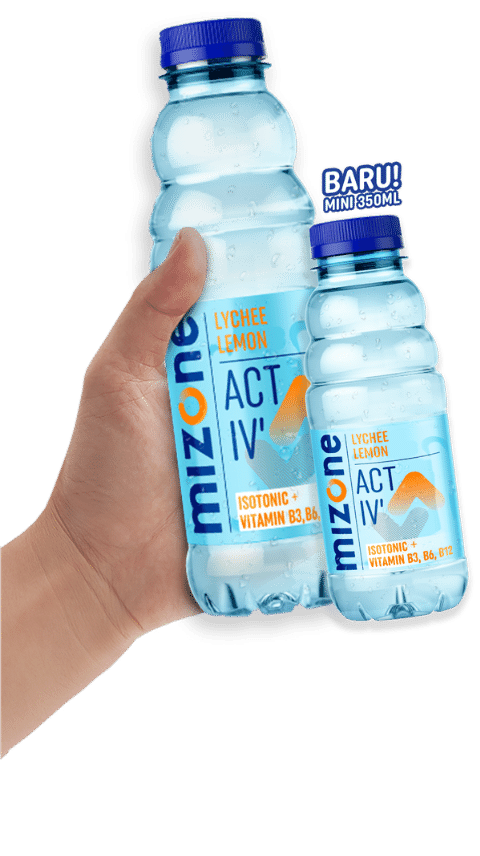 BARU!
MINI 350ML
mizone
LYCHEE
LEMON
ACT
IV'
ISOTONIC +
VITAMIN B3, B6,
mizone
LYCHEE
LEMON
ACT
IV'
ISOTONIC +
VITAMIN B3, B6, B12